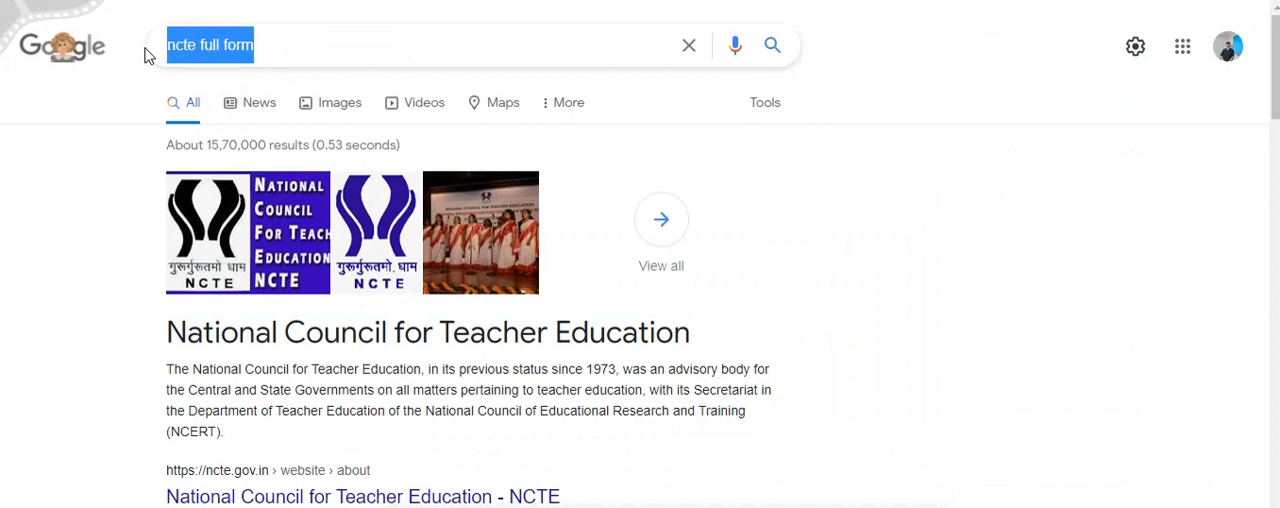 Google
ncte full form
All News Images Videos Maps More Tools
About 15,70,000 results (0.53 seconds)
गुरूर्गुरूतमो धाम
NCTE
NATIONAL
COUNCIL
FOR TEACH
EDUCATION
NCTE
गुरूर्गुरूतमो. धाम
NCTE
NATIONAL COUNCIL FOR TEACHER EDUCATION
View all
National Council for Teacher Education
The National Council for Teacher Education, in its previous status since 1973, was an advisory body for
the Central and State Governments on all matters pertaining to teacher education, with its Secretariat in
the Department of Teacher Education of the National Council of Educational Research and Training
(NCERT).
https://ncte.gov.in › website › about
National Council for Teacher Education - NCTE